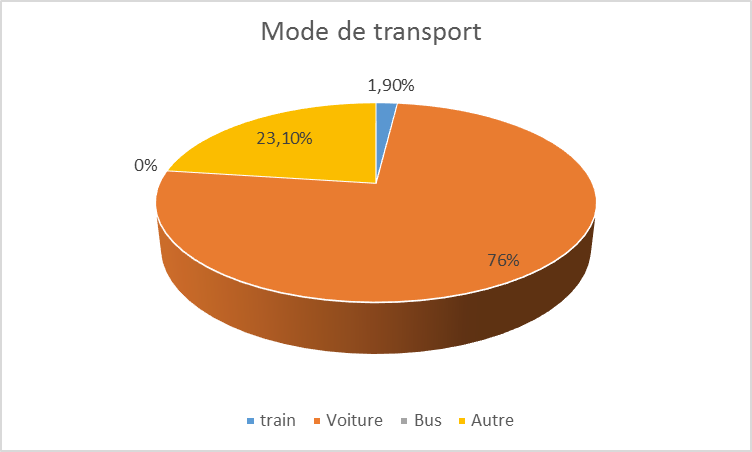 Mode de transport
1,90%
23,10%
0%
76%
train Voiture Bus Autre